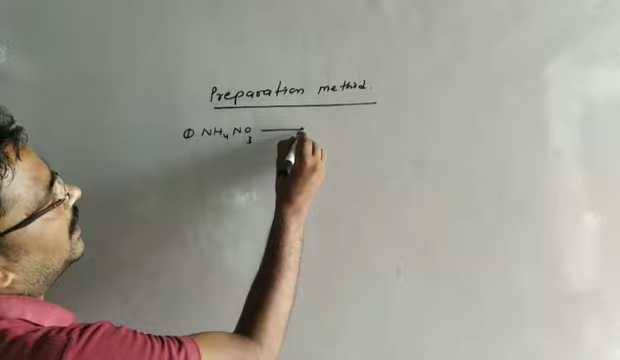 Preparation method.
① NH₄NO₃ —